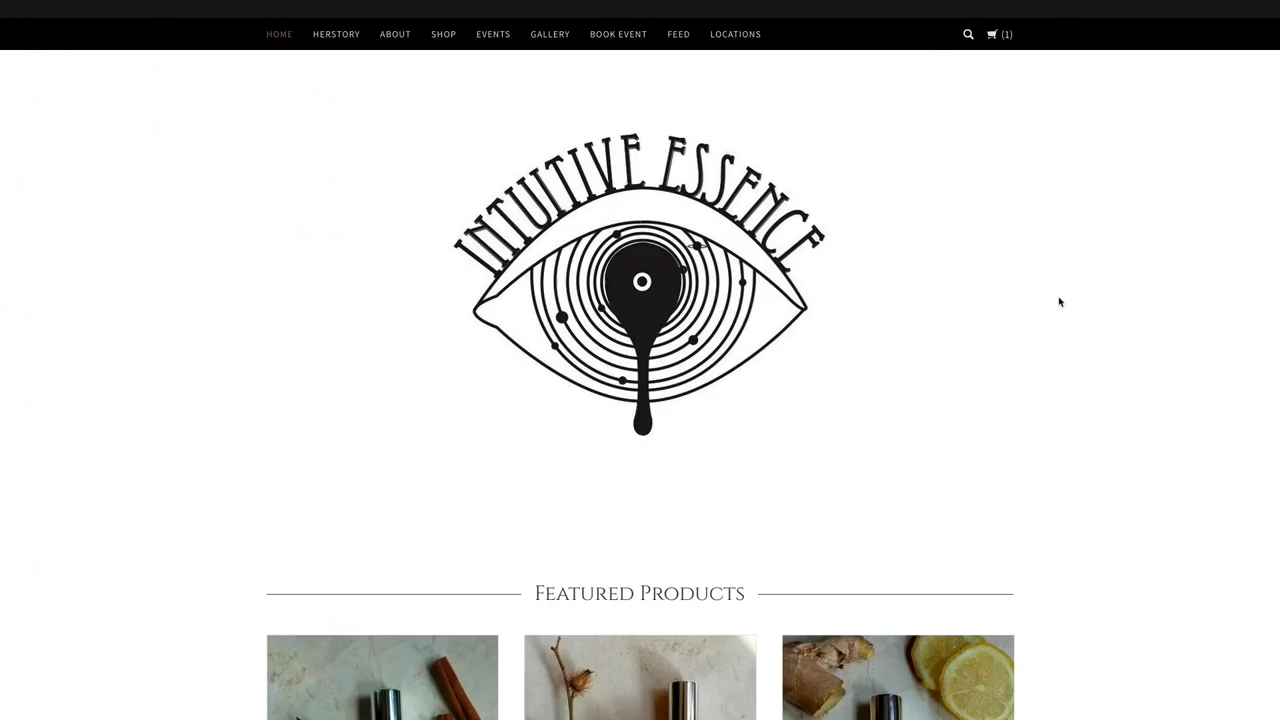 HOME HERSTORY ABOUT SHOP EVENTS GALLERY BOOK EVENT FEED LOCATIONS (1)
INTUITIVE ESSENCE
FEATURED PRODUCTS